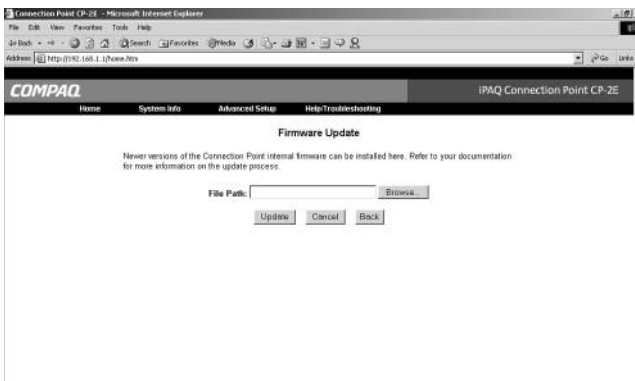 Connection Point CP-2E - Microsoft Internet Explorer
File Edit View Favorites Tools Help
Back Search Favorites Media
Address http://192.168.1.1/home.htm Go Links
COMPAQ iPAQ Connection Point CP-2E
Home System Info Advanced Setup Help/Troubleshooting
Firmware Update
Newer versions of the Connection Point internal firmware can be installed here. Refer to your documentation
for more information on the update process.
File Path: Browse...
Update Cancel Back